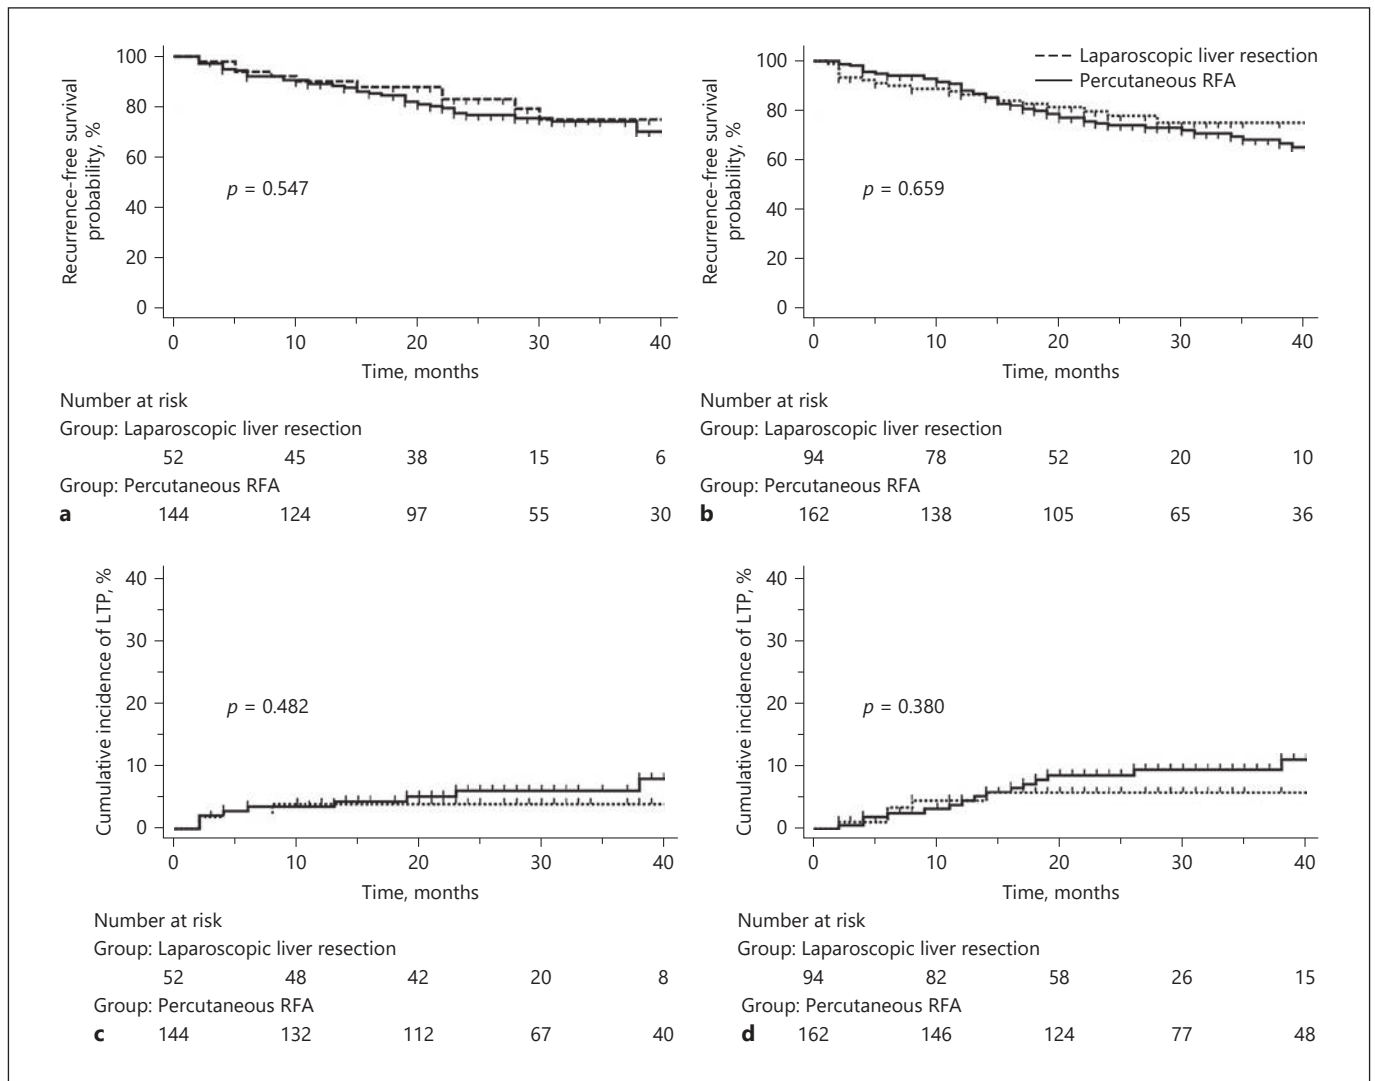 100
80
60
40
20
0
Recurrence-free survival
probability, %
p = 0.547
0 10 20 30 40
Time, months
Number at risk
Group: Laparoscopic liver resection
52 45 38 15 6
Group: Percutaneous RFA
a 144 124 97 55 30
Laparoscopic liver resection
Percutaneous RFA
100
80
60
40
20
0
Recurrence-free survival
probability, %
p = 0.659
0 10 20 30 40
Time, months
Number at risk
Group: Laparoscopic liver resection
94 78 52 20 10
Group: Percutaneous RFA
b 162 138 105 65 36
40
30
20
10
0
Cumulative incidence of LTP, %
p = 0.482
0 10 20 30 40
Time, months
Number at risk
Group: Laparoscopic liver resection
52 48 42 20 8
Group: Percutaneous RFA
c 144 132 112 67 40
40
30
20
10
0
Cumulative incidence of LTP, %
p = 0.380
0 10 20 30 40
Time, months
Number at risk
Group: Laparoscopic liver resection
94 82 58 26 15
Group: Percutaneous RFA
d 162 146 124 77 48